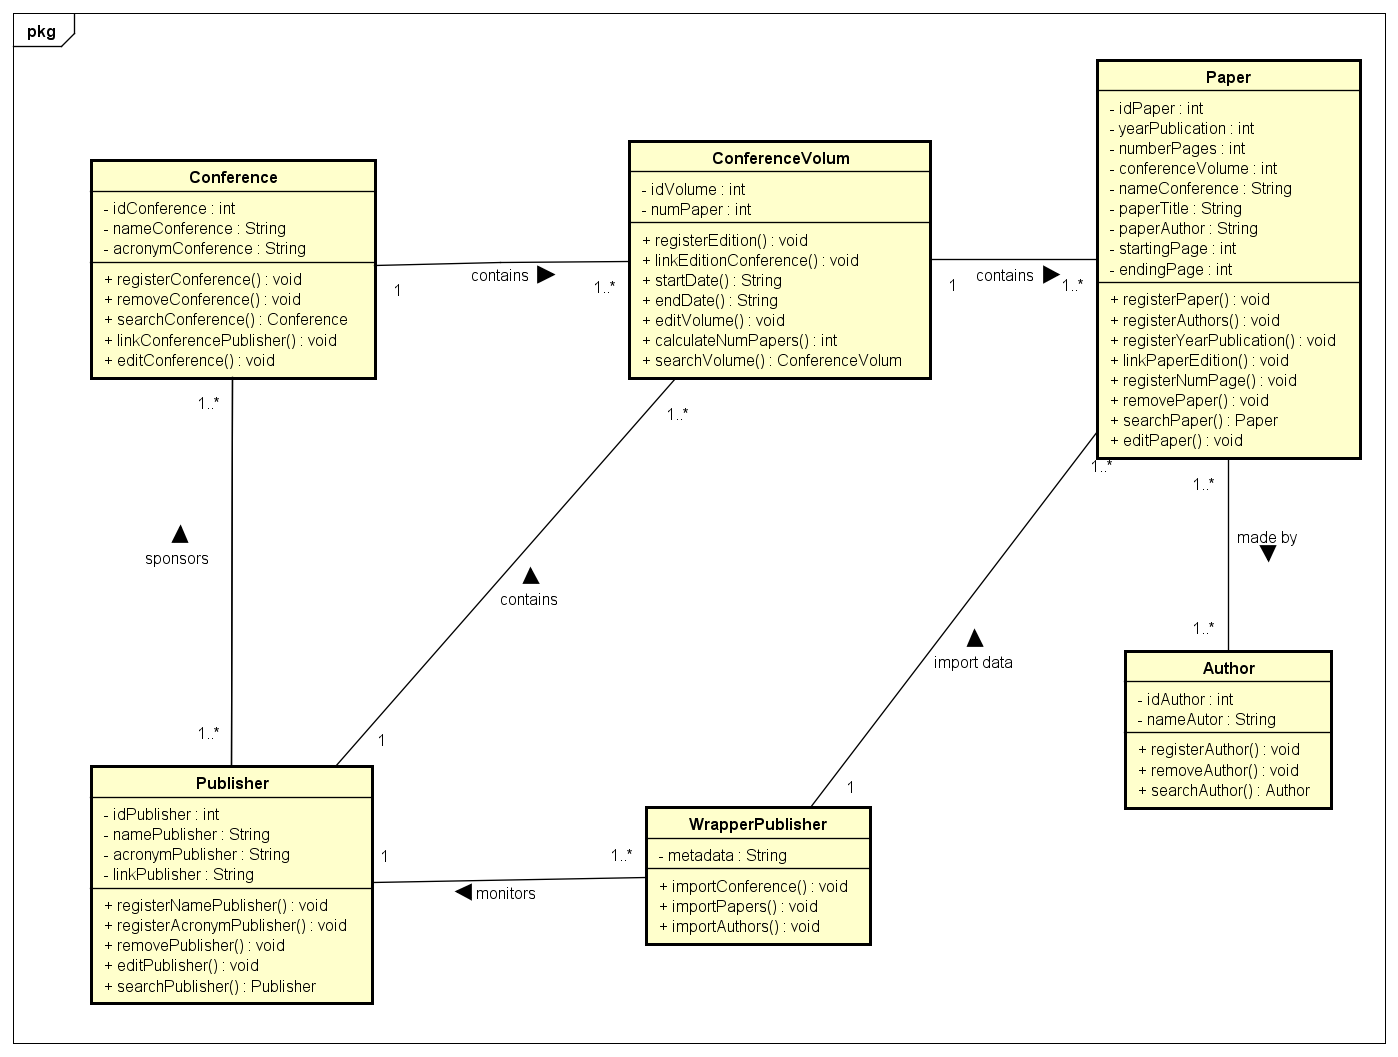 pkg
Conference
- idConference : int
- nameConference : String
- acronymConference : String
+ registerConference() : void
+ removeConference() : void
+ searchConference() : Conference
+ linkConferencePublisher() : void
+ editConference() : void
1
contains
1..*
ConferenceVolum
- idVolume : int
- numPaper : int
+ registerEdition() : void
+ linkEditionConference() : void
+ startDate() : String
+ endDate() : String
+ editVolume() : void
+ calculateNumPapers() : int
+ searchVolume() : ConferenceVolum
1
contains
1..*
Paper
- idPaper : int
- yearPublication : int
- numberPages : int
- conferenceVolume : int
- nameConference : String
- paperTitle : String
- paperAuthor : String
- startingPage : int
- endingPage : int
+ registerPaper() : void
+ registerAuthors() : void
+ registerYearPublication() : void
+ linkPaperEdition() : void
+ registerNumPage() : void
+ removePaper() : void
+ searchPaper() : Paper
+ editPaper() : void
1..*
sponsors
1..*
1..*
contains
1
1..*
import data
1
1..*
made by
1..*
Author
- idAuthor : int
- nameAutor : String
+ registerAuthor() : void
+ removeAuthor() : void
+ searchAuthor() : Author
Publisher
- idPublisher : int
- namePublisher : String
- acronymPublisher : String
- linkPublisher : String
+ registerNamePublisher() : void
+ registerAcronymPublisher() : void
+ removePublisher() : void
+ editPublisher() : void
+ searchPublisher() : Publisher
1
monitors
1..*
WrapperPublisher
- metadata : String
+ importConference() : void
+ importPapers() : void
+ importAuthors() : void